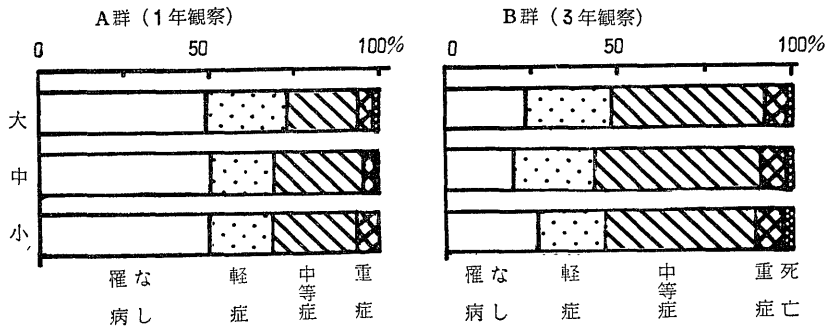 A群(1年観察)
0 50 100%
大
中
小
罹病なし
軽症
中等症
重症
B群(3年観察)
0 50 100%
罹病なし
軽症
中等症
重症
死亡